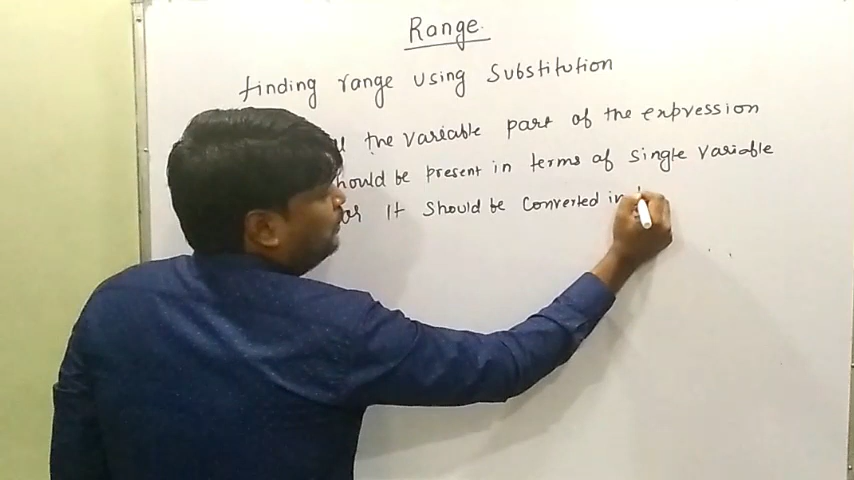 Range.
finding range using Substitution
the variable part of the expression
should be present in terms of single variable
or It should be Converted in